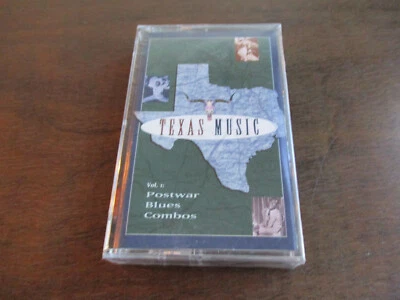 TEXAS MUSIC
Vol. 1:
Postwar
Blues
Combos